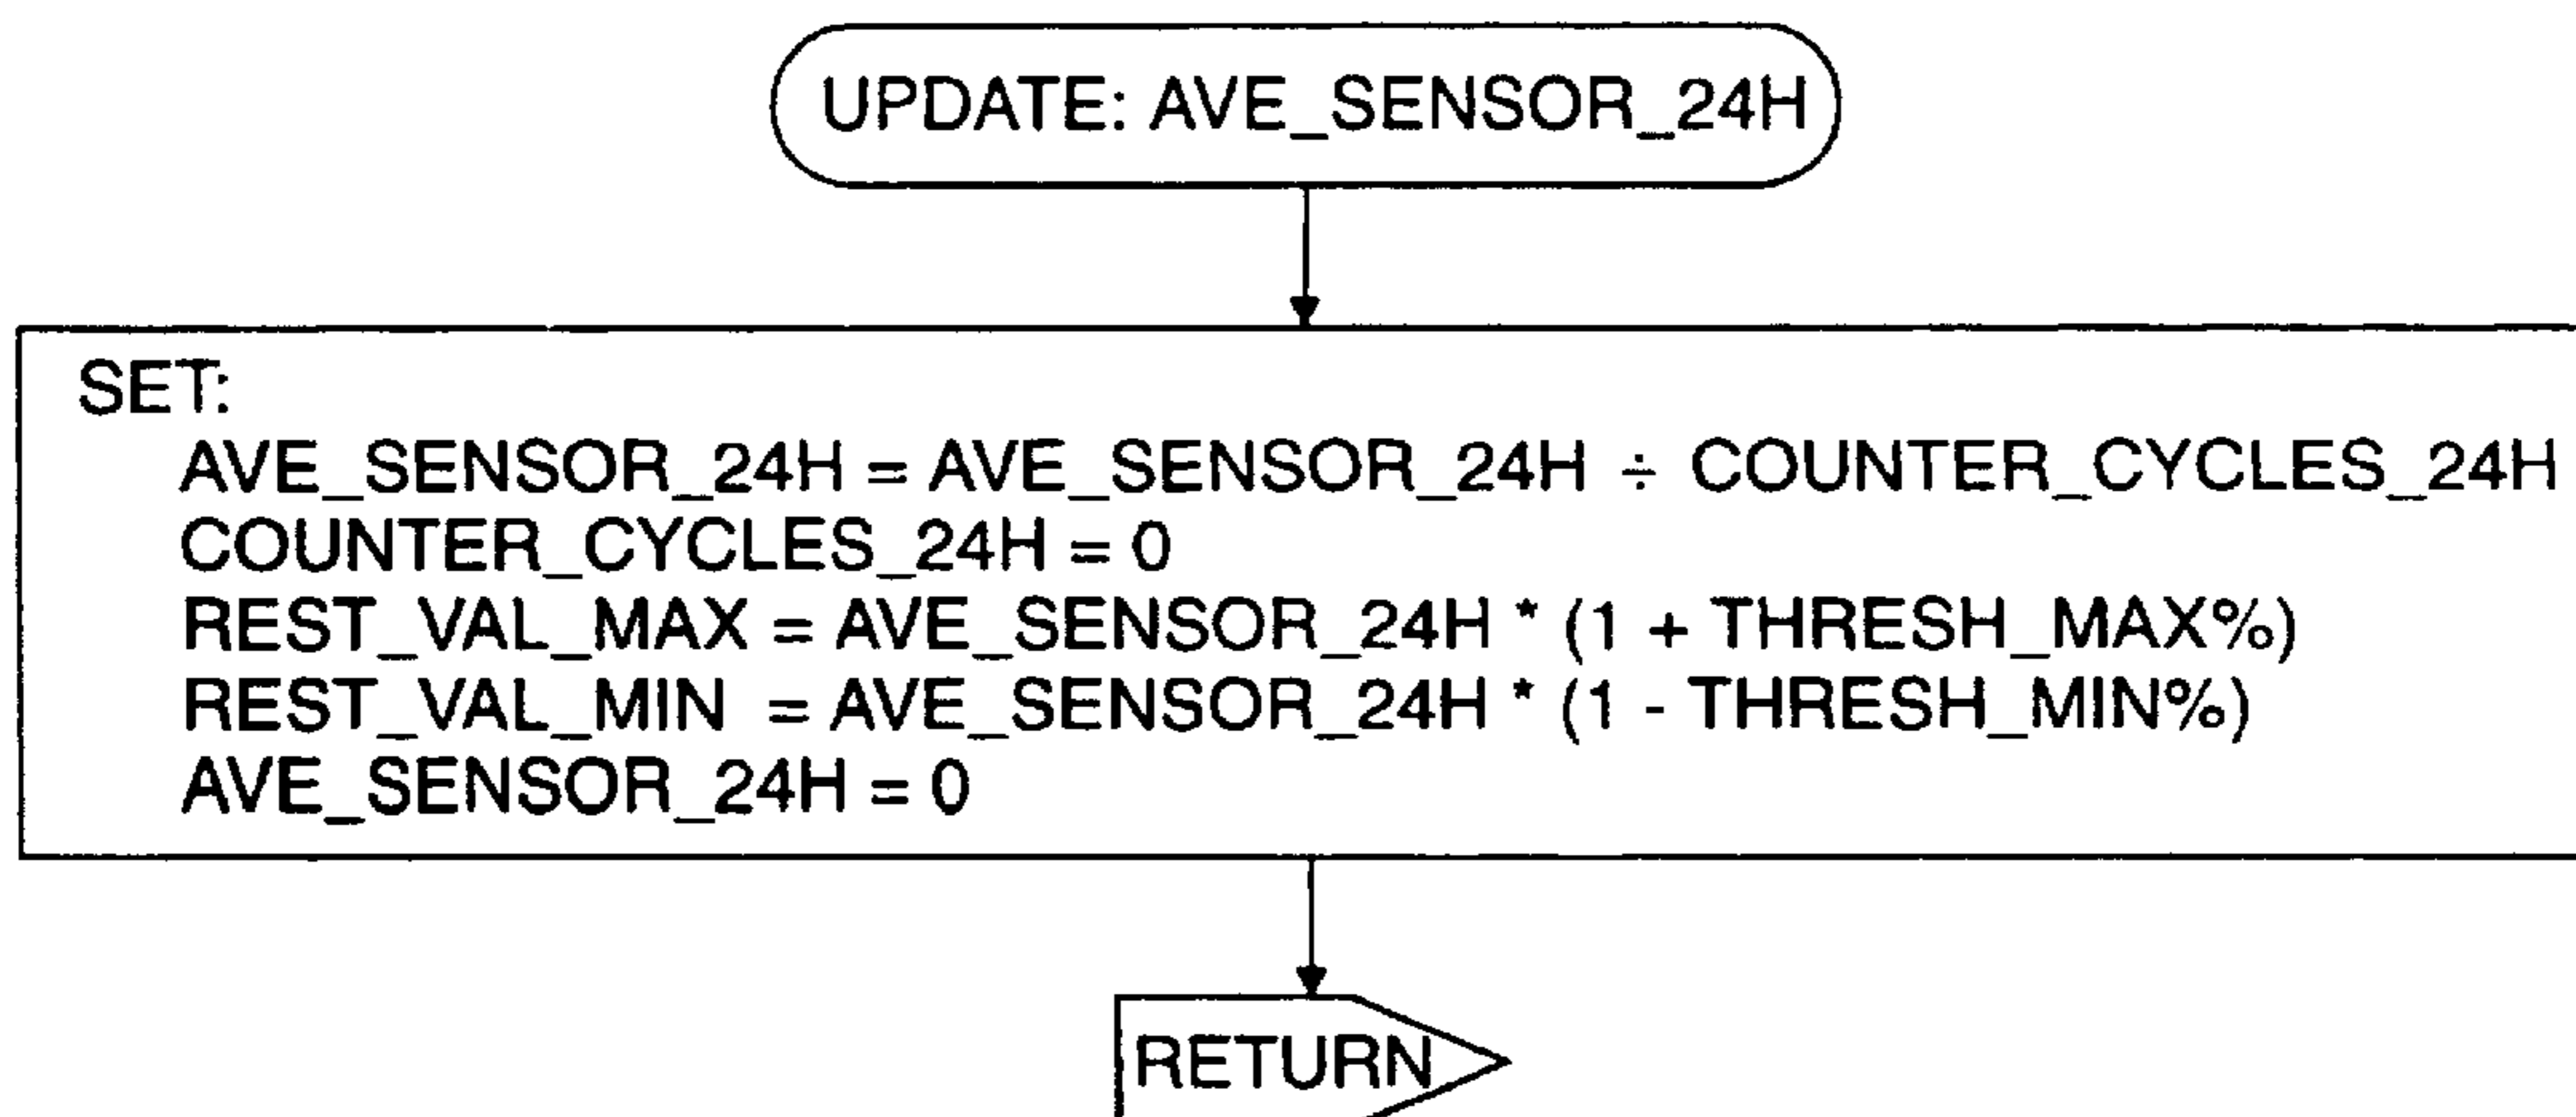 UPDATE: AVE_SENSOR_24H
SET:
AVE_SENSOR_24H = AVE_SENSOR_24H ÷ COUNTER_CYCLES_24H
COUNTER_CYCLES_24H = 0
REST_VAL_MAX = AVE_SENSOR_24H * (1 + THRESH_MAX%)
REST_VAL_MIN = AVE_SENSOR_24H * (1 - THRESH_MIN%)
AVE_SENSOR_24H = 0
RETURN